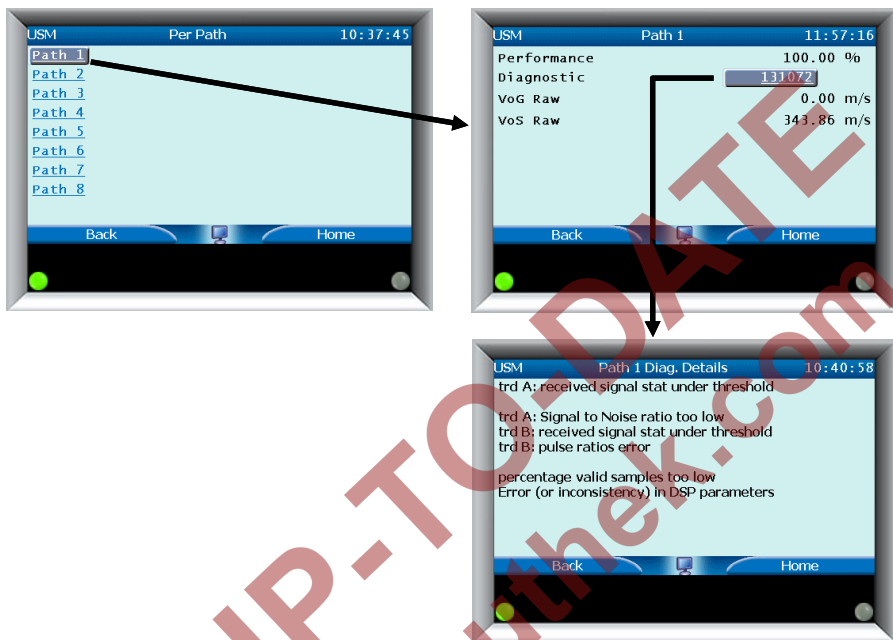 USM Per Path 10:37:45
Path 1
Path 2
Path 3
Path 4
Path 5
Path 6
Path 7
Path 8
Back Home
USM Path 1 11:57:16
Performance 100.00 %
Diagnostic 131072
VoG Raw 0.00 m/s
VoS Raw 343.86 m/s
Back Home
USM Path 1 Diag. Details 10:40:58
trd A: received signal stat under threshold
trd A: Signal to Noise ratio too low
trd B: received signal stat under threshold
trd B: pulse ratios error
percentage valid samples too low
Error (or inconsistency) in DSP parameters
Back Home
UP-TO-DATE